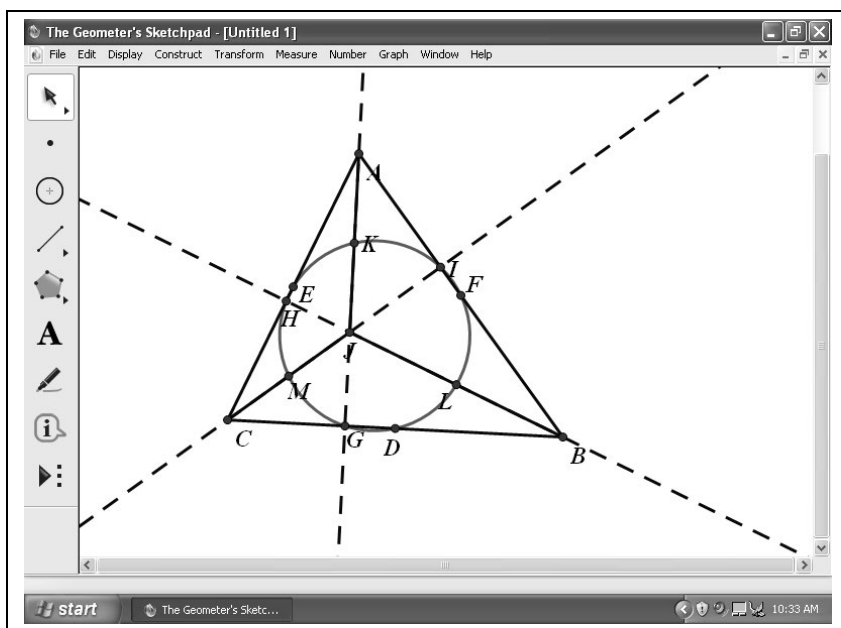 The Geometer's Sketchpad - [Untitled 1]
File Edit Display Construct Transform Measure Number Graph Window Help
A
A
K
I
E
F
H
J
M
L
C
G
D
B
start
The Geometer's Sketc...
10:33 AM